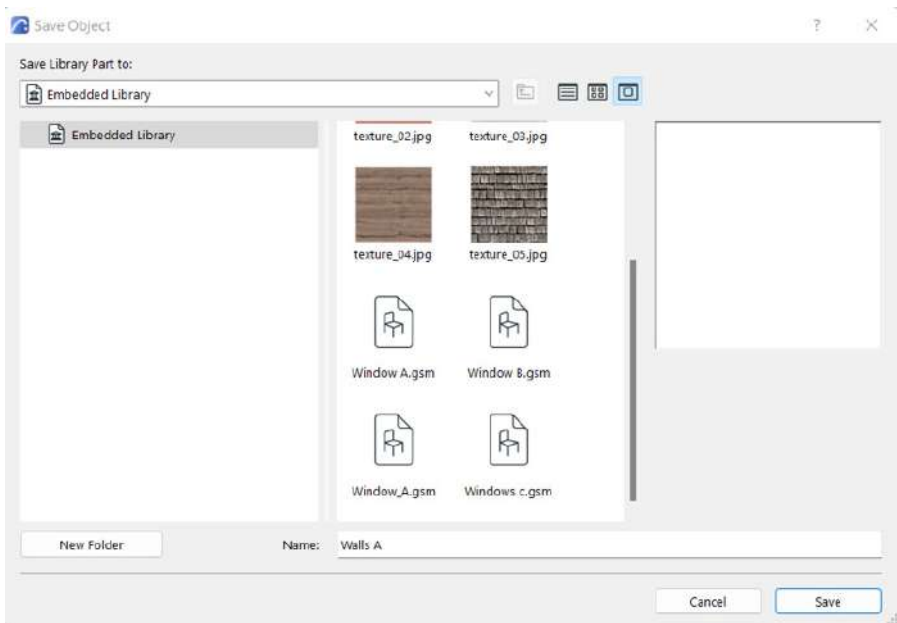 Save Object
?
Save Library Part to:
Embedded Library
Embedded Library
texture_02.jpg texture_03.jpg
texture_04.jpg texture_05.jpg
Window A.gsm Window B.gsm
Window_A.gsm Windows c.gsm
New Folder Name: Walls A
Cancel Save